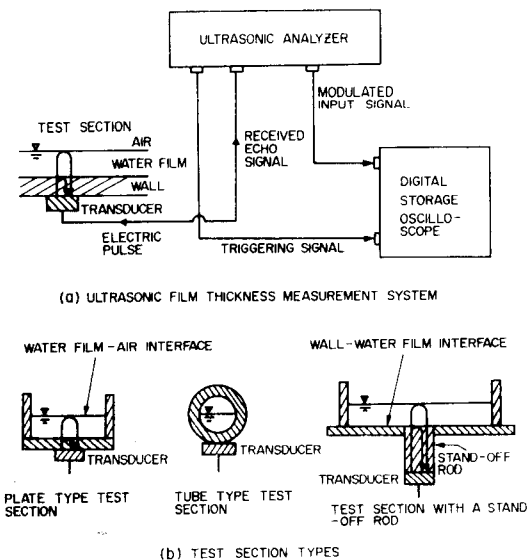 ULTRASONIC ANALYZER
MODULATED
INPUT SIGNAL
TEST SECTION
AIR
WATER FILM
WALL
TRANSDUCER
RECEIVED
ECHO
SIGNAL
ELECTRIC
PULSE
TRIGGERING SIGNAL
DIGITAL
STORAGE
OSCILLO-
SCOPE
(a) ULTRASONIC FILM THICKNESS MEASUREMENT SYSTEM
WATER FILM-AIR INTERFACE
WALL-WATER FILM INTERFACE
TRANSDUCER
TRANSDUCER
TRANSDUCER
STAND-OFF
ROD
PLATE TYPE TEST
SECTION
TUBE TYPE TEST
SECTION
TEST SECTION WITH A STAND
-OFF ROD
(b) TEST SECTION TYPES